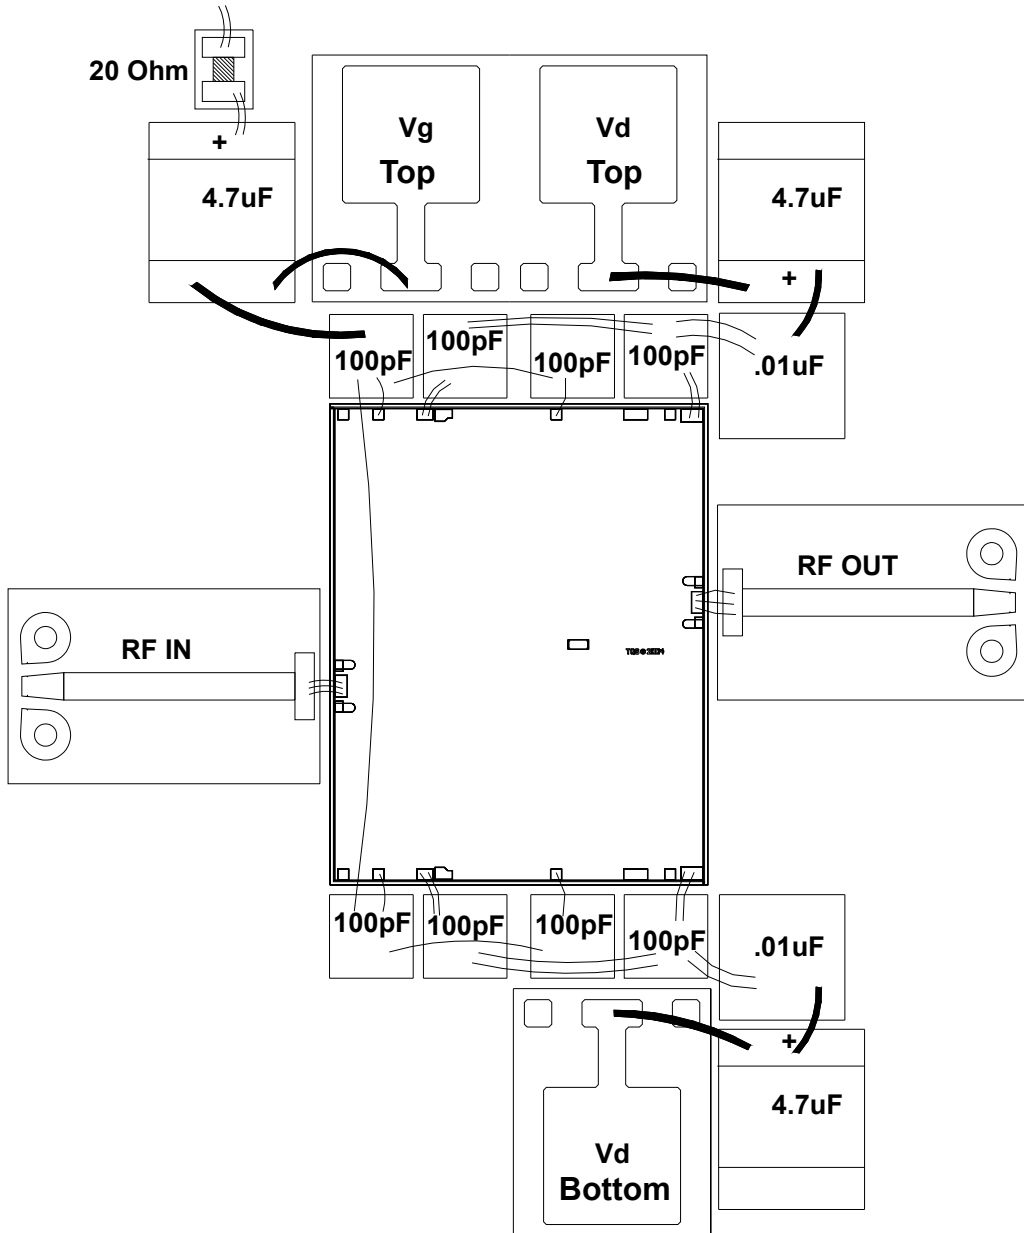 20 Ohm
+
4.7uF
Vg
Top
Vd
Top
4.7uF
+
100pF
100pF
100pF
100pF
.01uF
RF OUT
RF IN
100pF
100pF
100pF
100pF
.01uF
+
4.7uF
Vd
Bottom